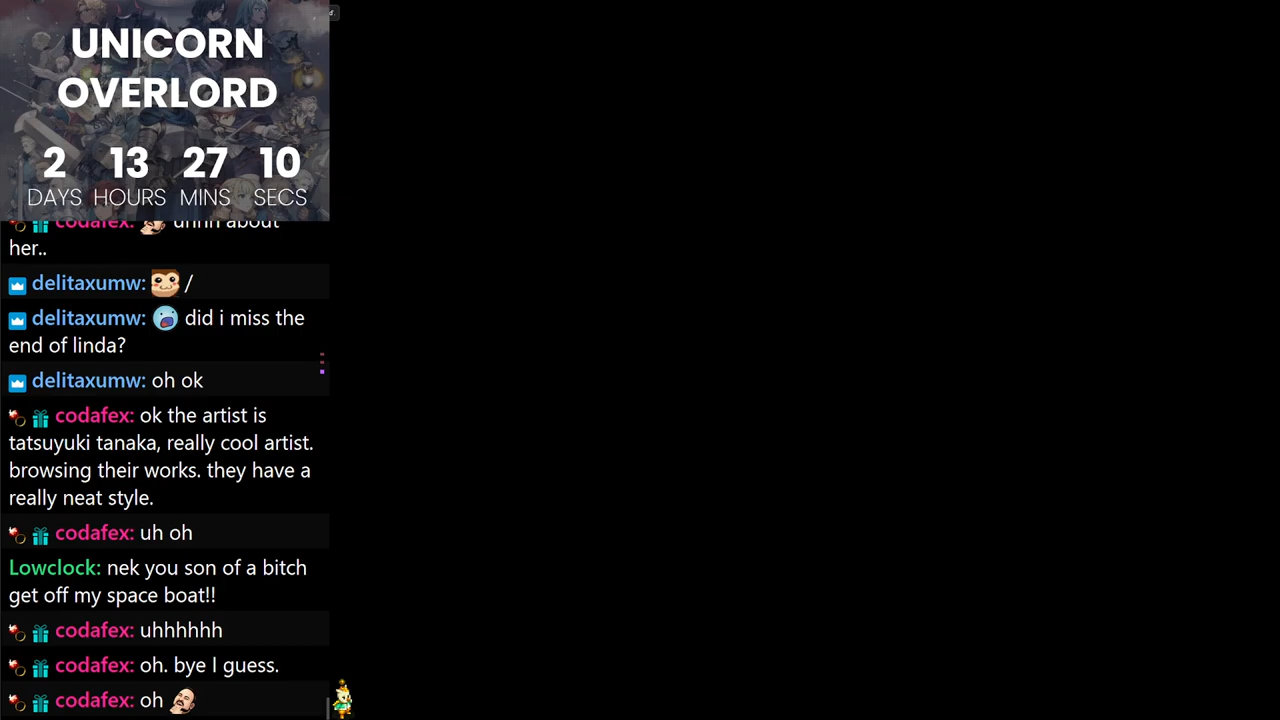 UNICORN
OVERLORD
2 13 27 10
DAYS HOURS MINS SECS
codafex: uhhh about
her..
delitaxumw: /
delitaxumw: did i miss the
end of linda?
delitaxumw: oh ok
codafex: ok the artist is
tatsuyuki tanaka, really cool artist.
browsing their works. they have a
really neat style.
codafex: uh oh
Lowclock: nek you son of a bitch
get off my space boat!!
codafex: uhhhhhh
codafex: oh. bye I guess.
codafex: oh